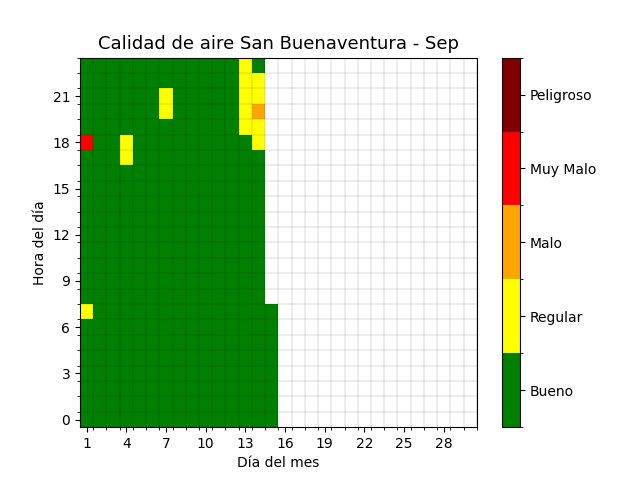 Calidad de aire San Buenaventura - Sep
Hora del día
21
18
15
12
9
6
3
0
1 4 7 10 13 16 19 22 25 28
Día del mes
Peligroso
Muy Malo
Malo
Regular
Bueno